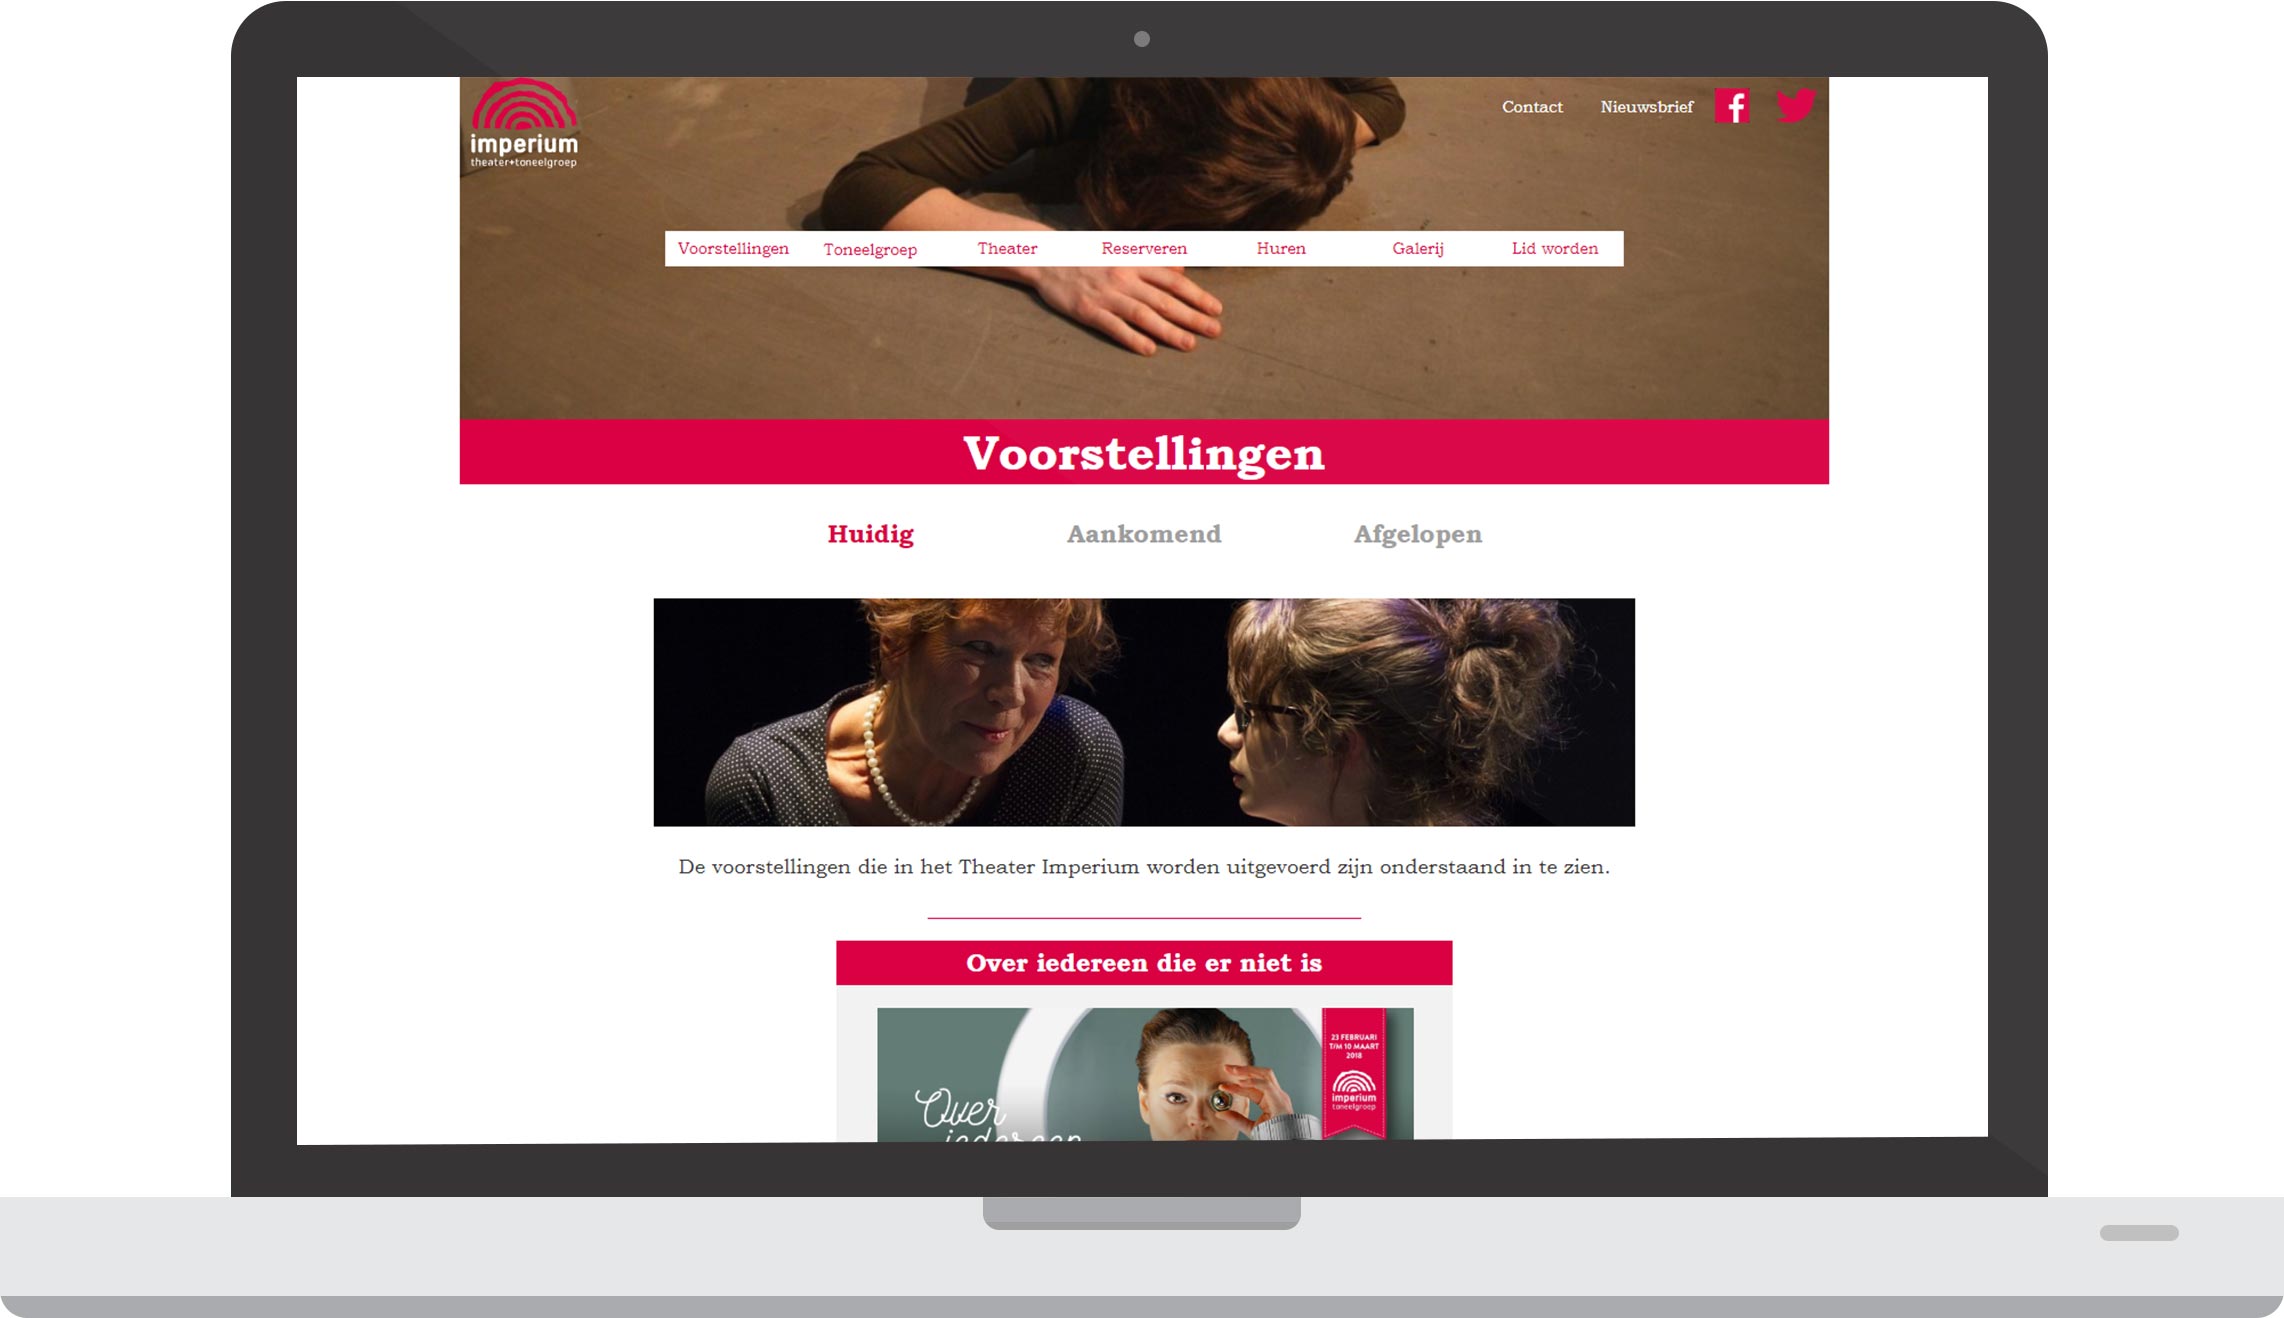 imperium
theater+toneelgroep
Contact Nieuwsbrief
Voorstellingen Toneelgroep Theater Reserveren Huren Galerij Lid worden
Voorstellingen
Huidig Aankomend Afgelopen
De voorstellingen die in het Theater Imperium worden uitgevoerd zijn onderstaand in te zien.
Over iedereen die er niet is
23 FEBRUARI
T/M 10 MAART
2018
imperium
toneelgroep
Over
iedereen